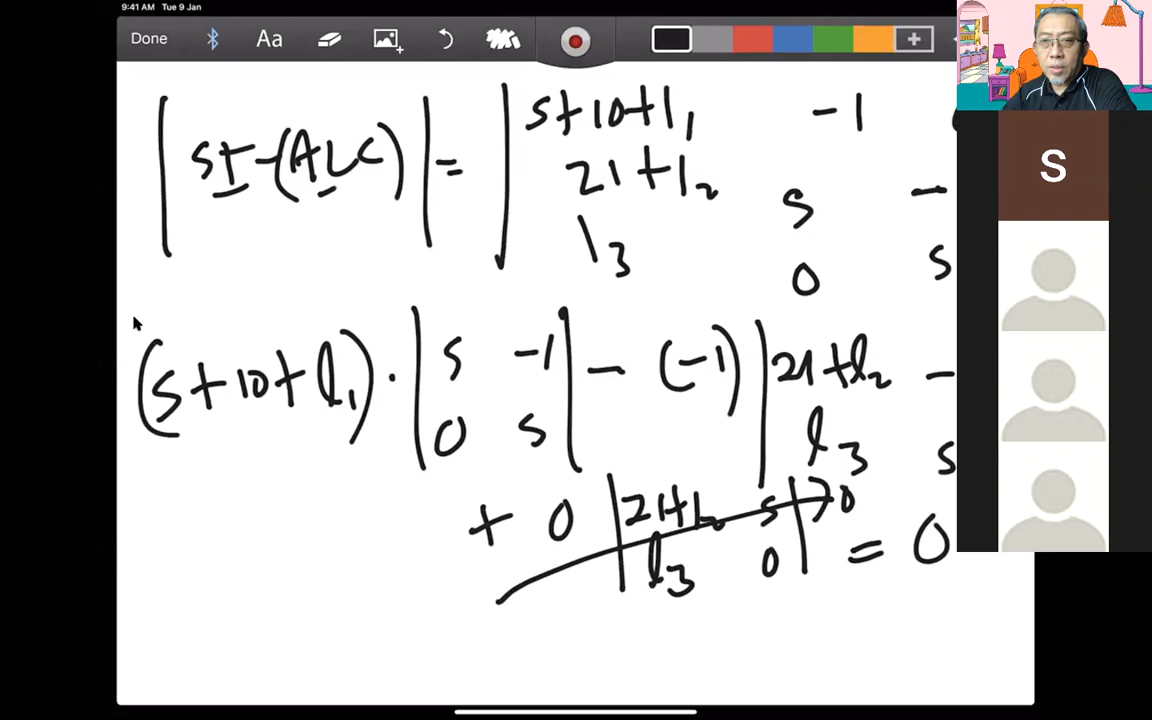 9:41 AM Tue 9 Jan
Done Aa
| sI-(A-LC) | = | s+10+l₁ -1
21+l₂ s -
l₃ 0 s
S
(s+10+l₁) · | s -1 | - (-1) | 21+l₂ -
0 s l₃ s
+ 0 | 21+l₂ s | →0
l₃ 0 = 0